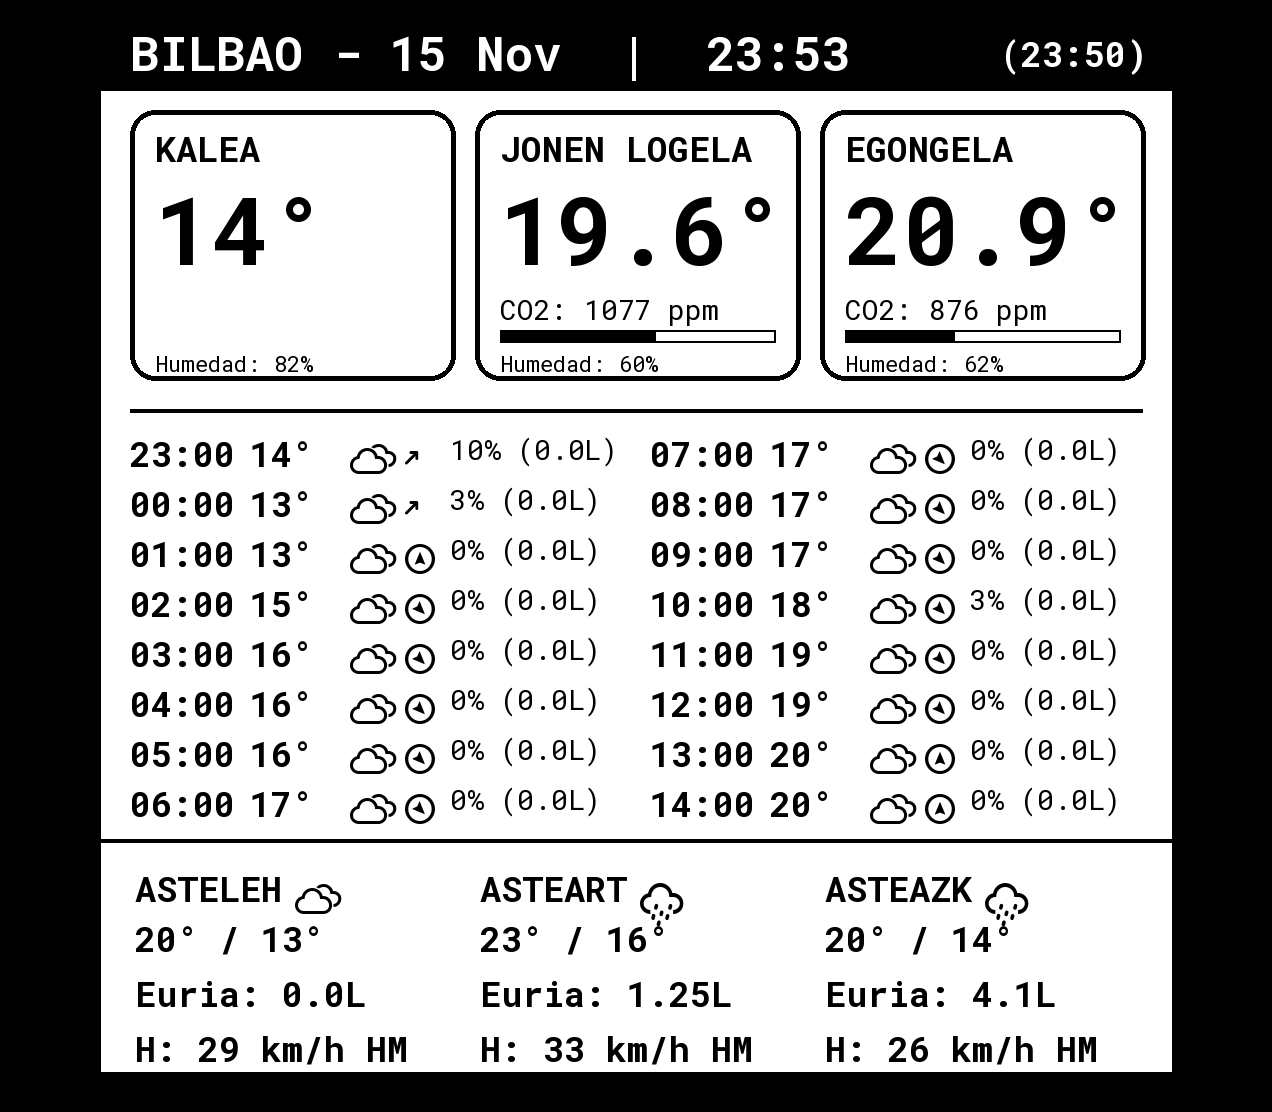 BILBAO - 15 Nov | 23:53 (23:50)
KALEA
14°
Humedad: 82%
JONEN LOGELA
19.6°
CO2: 1077 ppm
Humedad: 60%
EGONGELA
20.9°
CO2: 876 ppm
Humedad: 62%
23:00 14° 10% (0.0L)
00:00 13° 3% (0.0L)
01:00 13° 0% (0.0L)
02:00 15° 0% (0.0L)
03:00 16° 0% (0.0L)
04:00 16° 0% (0.0L)
05:00 16° 0% (0.0L)
06:00 17° 0% (0.0L)
07:00 17° 0% (0.0L)
08:00 17° 0% (0.0L)
09:00 17° 0% (0.0L)
10:00 18° 3% (0.0L)
11:00 19° 0% (0.0L)
12:00 19° 0% (0.0L)
13:00 20° 0% (0.0L)
14:00 20° 0% (0.0L)
ASTELEH
20° / 13°
Euria: 0.0L
H: 29 km/h HM
ASTEART
23° / 16°
Euria: 1.25L
H: 33 km/h HM
ASTEAZK
20° / 14°
Euria: 4.1L
H: 26 km/h HM